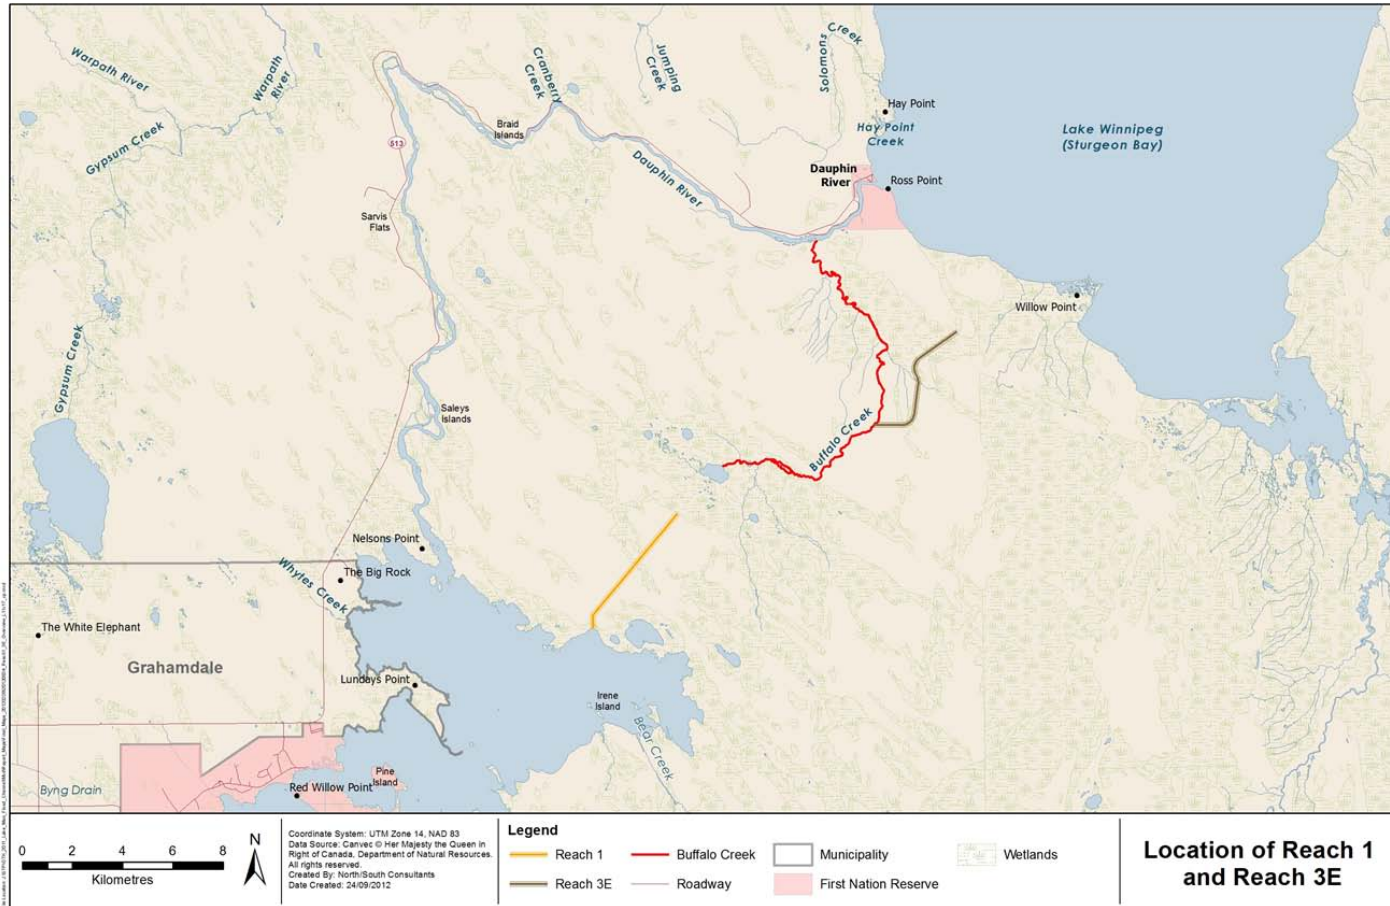 Warpath River
Warpath
River
Gypsum Creek
513
Cranberry
Creek
Braid
Islands
Jumping
Creek
Solomons Creek
Hay Point
Hay Point
Creek
Lake Winnipeg
(Sturgeon Bay)
Dauphin River
Dauphin
River
Ross Point
Sarvis
Flats
Willow Point
Gypsum Creek
Saleys
Islands
Buffalo Creek
Nelsons Point
Whyles Creek
The Big Rock
The White Elephant
Grahamdale
Lundays Point
Irene
Island
Bear Creek
Pine
Island
Byng Drain
Red Willow Point
0 2 4 6 8
Kilometres
N
Coordinate System: UTM Zone 14, NAD 83
Data Source: Canvec © Her Majesty the Queen in
Right of Canada, Department of Natural Resources.
All rights reserved.
Created By: North/South Consultants
Date Created: 24/09/2012
Legend
Reach 1
Buffalo Creek
Municipality
Wetlands
Reach 3E
Roadway
First Nation Reserve
Location of Reach 1
and Reach 3E